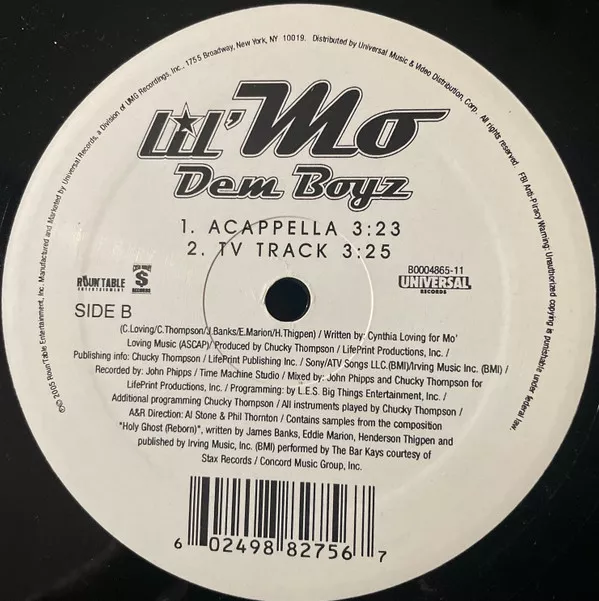 a Division of UMG Recordings, Inc., 1755 Broadway, New York, NY 10019. Distributed by Universal Music & Video Distribution, Corp. All rights reserved. FBI Anti-Piracy Warning: Unauthorized copying is punishable under federal law.
℗© 2005 Roun'Table Entertainment, Inc. Manufactured and Marketed by Universal Records,
Lil' Mo
Dem Boyz
1. ACAPPELLA 3:23
2. TV TRACK 3:25
ROUN'TABLE
ENTERTAINMENT
CASH MONEY
$
RECORDS
B0004865-11
UNIVERSAL
RECORDS
SIDE B
(C.Loving/C.Thompson/J.Banks/E.Marion/H.Thigpen) / Written by: Cynthia Loving for Mo'
Loving Music (ASCAP)/ Produced by Chucky Thompson / LifePrint Productions, Inc. /
Publishing info: Chucky Thompson / LifePrint Publishing Inc. / Sony/ATV Songs LLC.(BMI)/Irving Music Inc. (BMI) /
Recorded by: John Phipps / Time Machine Studio / Mixed by: John Phipps and Chucky Thompson for
LifePrint Productions, Inc. / Programming: by L.E.S. Big Things Entertainment, Inc. /
Additional programming Chucky Thompson / All instruments played by Chucky Thompson /
A&R Direction: Al Stone & Phil Thornton / Contains samples from the composition
"Holy Ghost (Reborn)", written by James Banks, Eddie Marion, Henderson Thigpen and
published by Irving Music, Inc. (BMI) performed by The Bar Kays courtesy of
Stax Records / Concord Music Group, Inc.
6 02498 82756 7